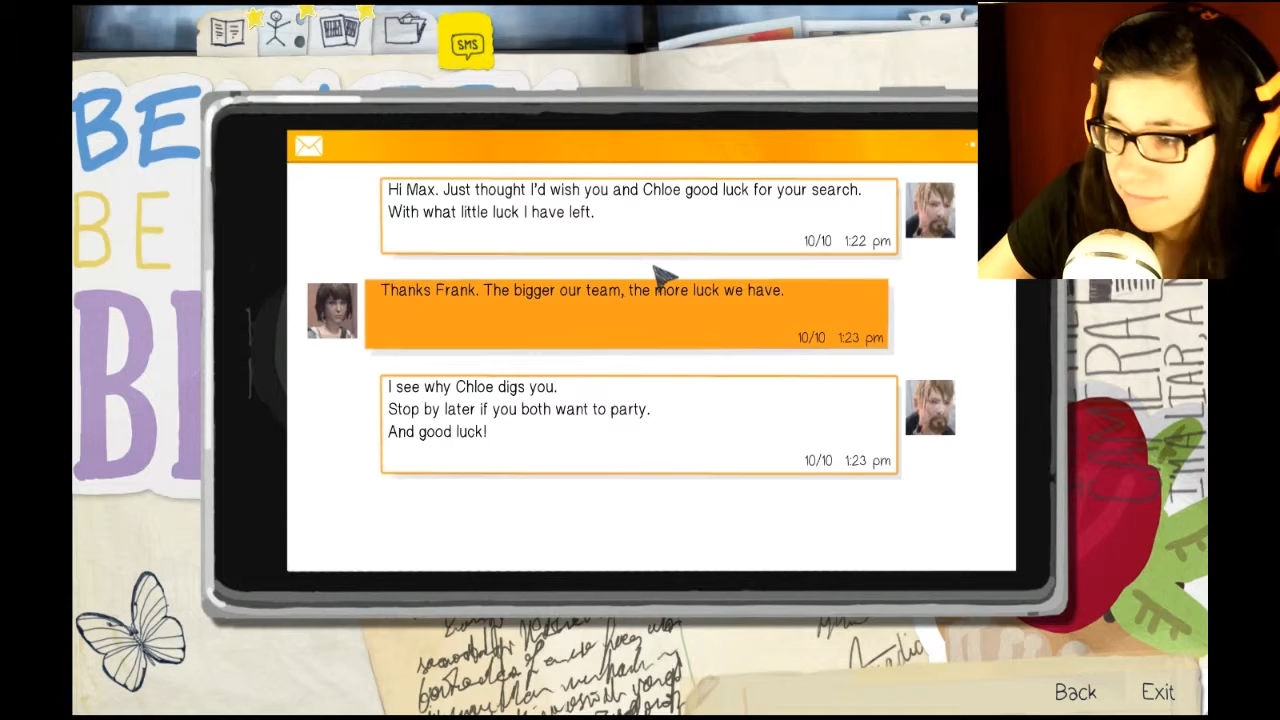 SMS
BE
BE
Hi Max. Just thought I'd wish you and Chloe good luck for your search.
With what little luck I have left.
10/10 1:22 pm
Thanks Frank. The bigger our team, the more luck we have.
10/10 1:23 pm
I see why Chloe digs you.
Stop by later if you both want to party.
And good luck!
10/10 1:23 pm
CAMERA
Back Exit